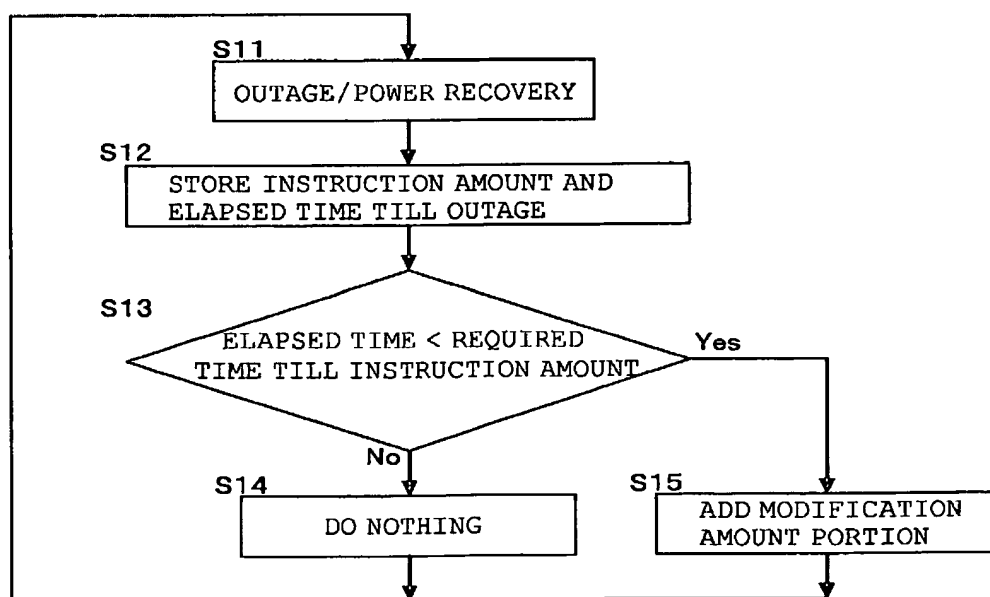 S11
OUTAGE/POWER RECOVERY
S12
STORE INSTRUCTION AMOUNT AND
ELAPSED TIME TILL OUTAGE
S13
ELAPSED TIME < REQUIRED
TIME TILL INSTRUCTION AMOUNT
Yes
No
S14
DO NOTHING
S15
ADD MODIFICATION
AMOUNT PORTION